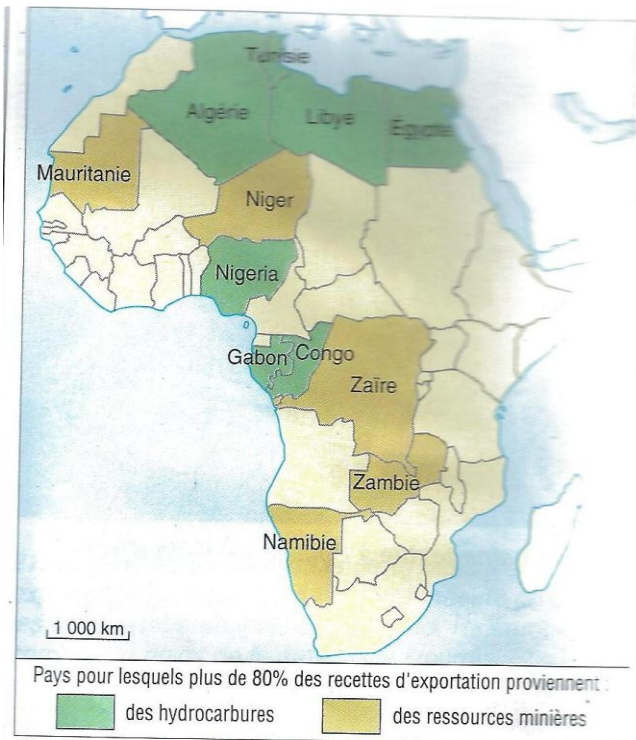 Tunisie
Algérie
Libye
Egypte
Mauritanie
Niger
Nigeria
Gabon
Congo
Zaïre
Zambie
Namibie
1 000 km
Pays pour lesquels plus de 80% des recettes d'exportation proviennent :
des hydrocarbures
des ressources minières